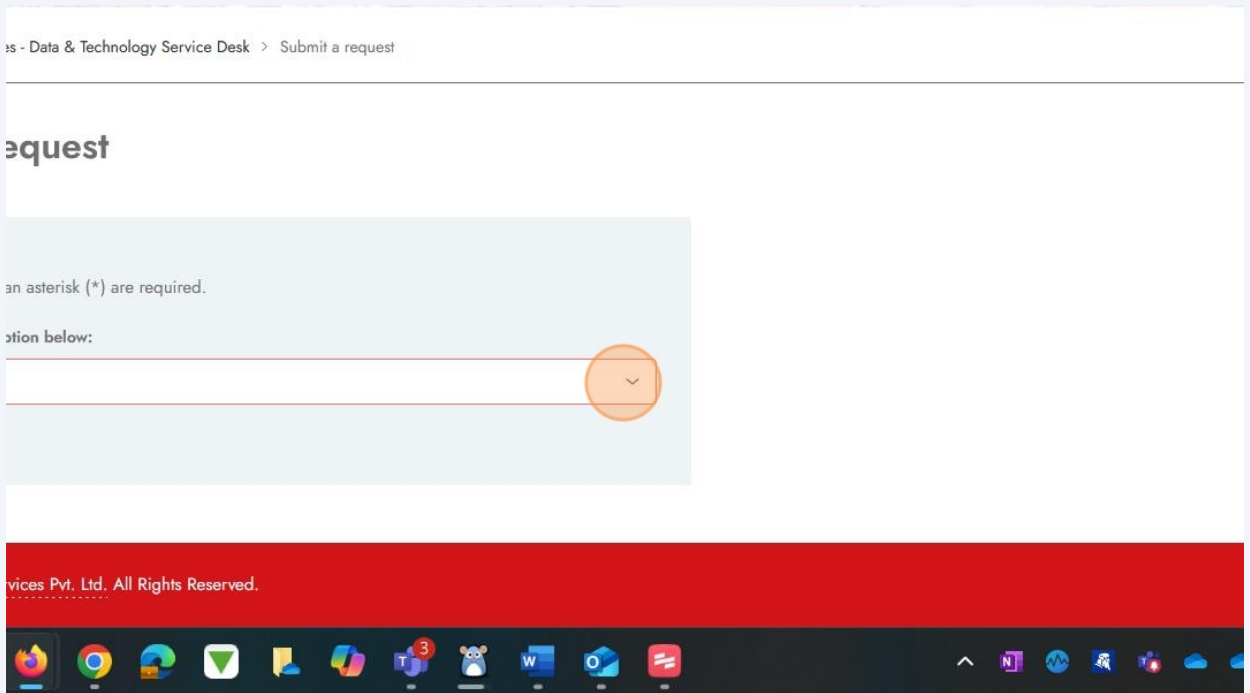 es - Data & Technology Service Desk > Submit a request
equest
an asterisk (*) are required.
ption below:
rvices Pvt. Ltd. All Rights Reserved.
3